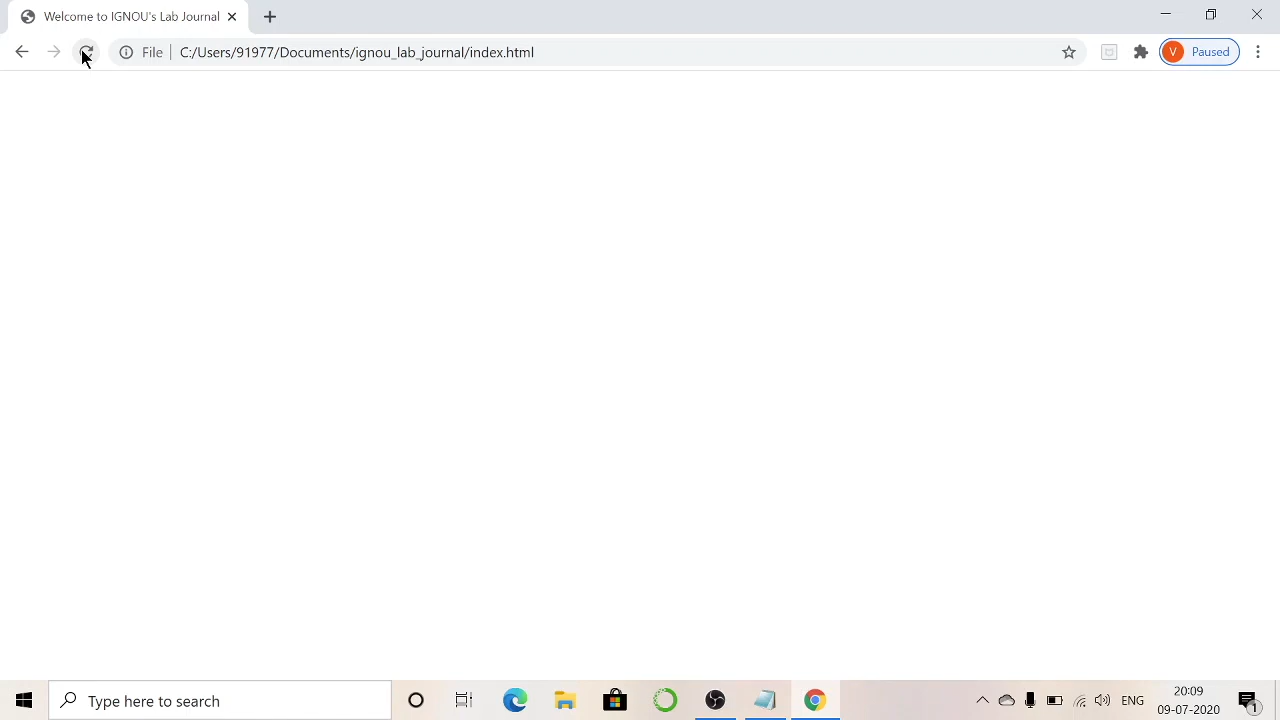 Welcome to IGNOU's Lab Journal
File
C:/Users/91977/Documents/ignou_lab_journal/index.html
V
Paused
Type here to search
ENG
20:09
09-07-2020
1